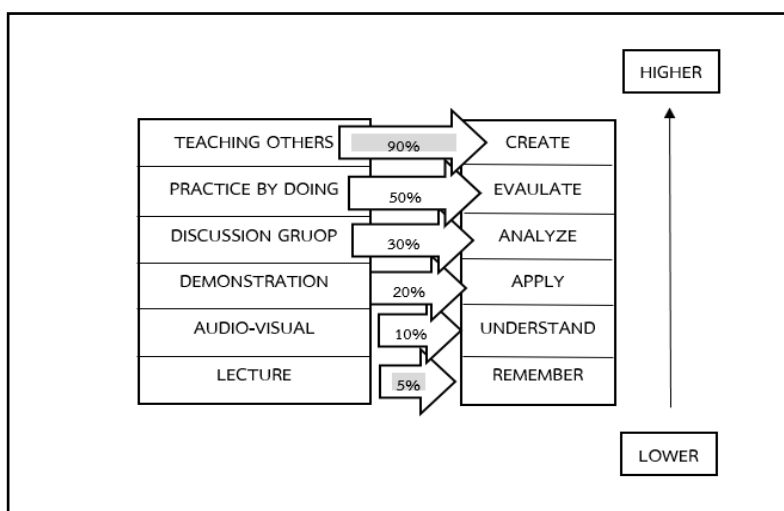 HIGHER
TEACHING OTHERS 90% CREATE
PRACTICE BY DOING 50% EVAULATE
DISCUSSION GRUOP 30% ANALYZE
DEMONSTRATION 20% APPLY
AUDIO-VISUAL 10% UNDERSTAND
LECTURE 5% REMEMBER
LOWER